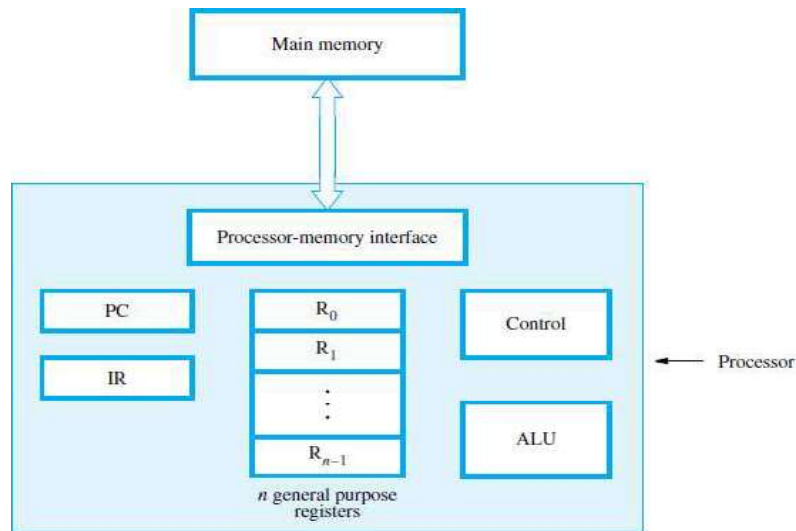 Main memory
Processor-memory interface
PC
IR
R₀
R₁
⋮
Rₙ₋₁
n general purpose
registers
Control
ALU
Processor